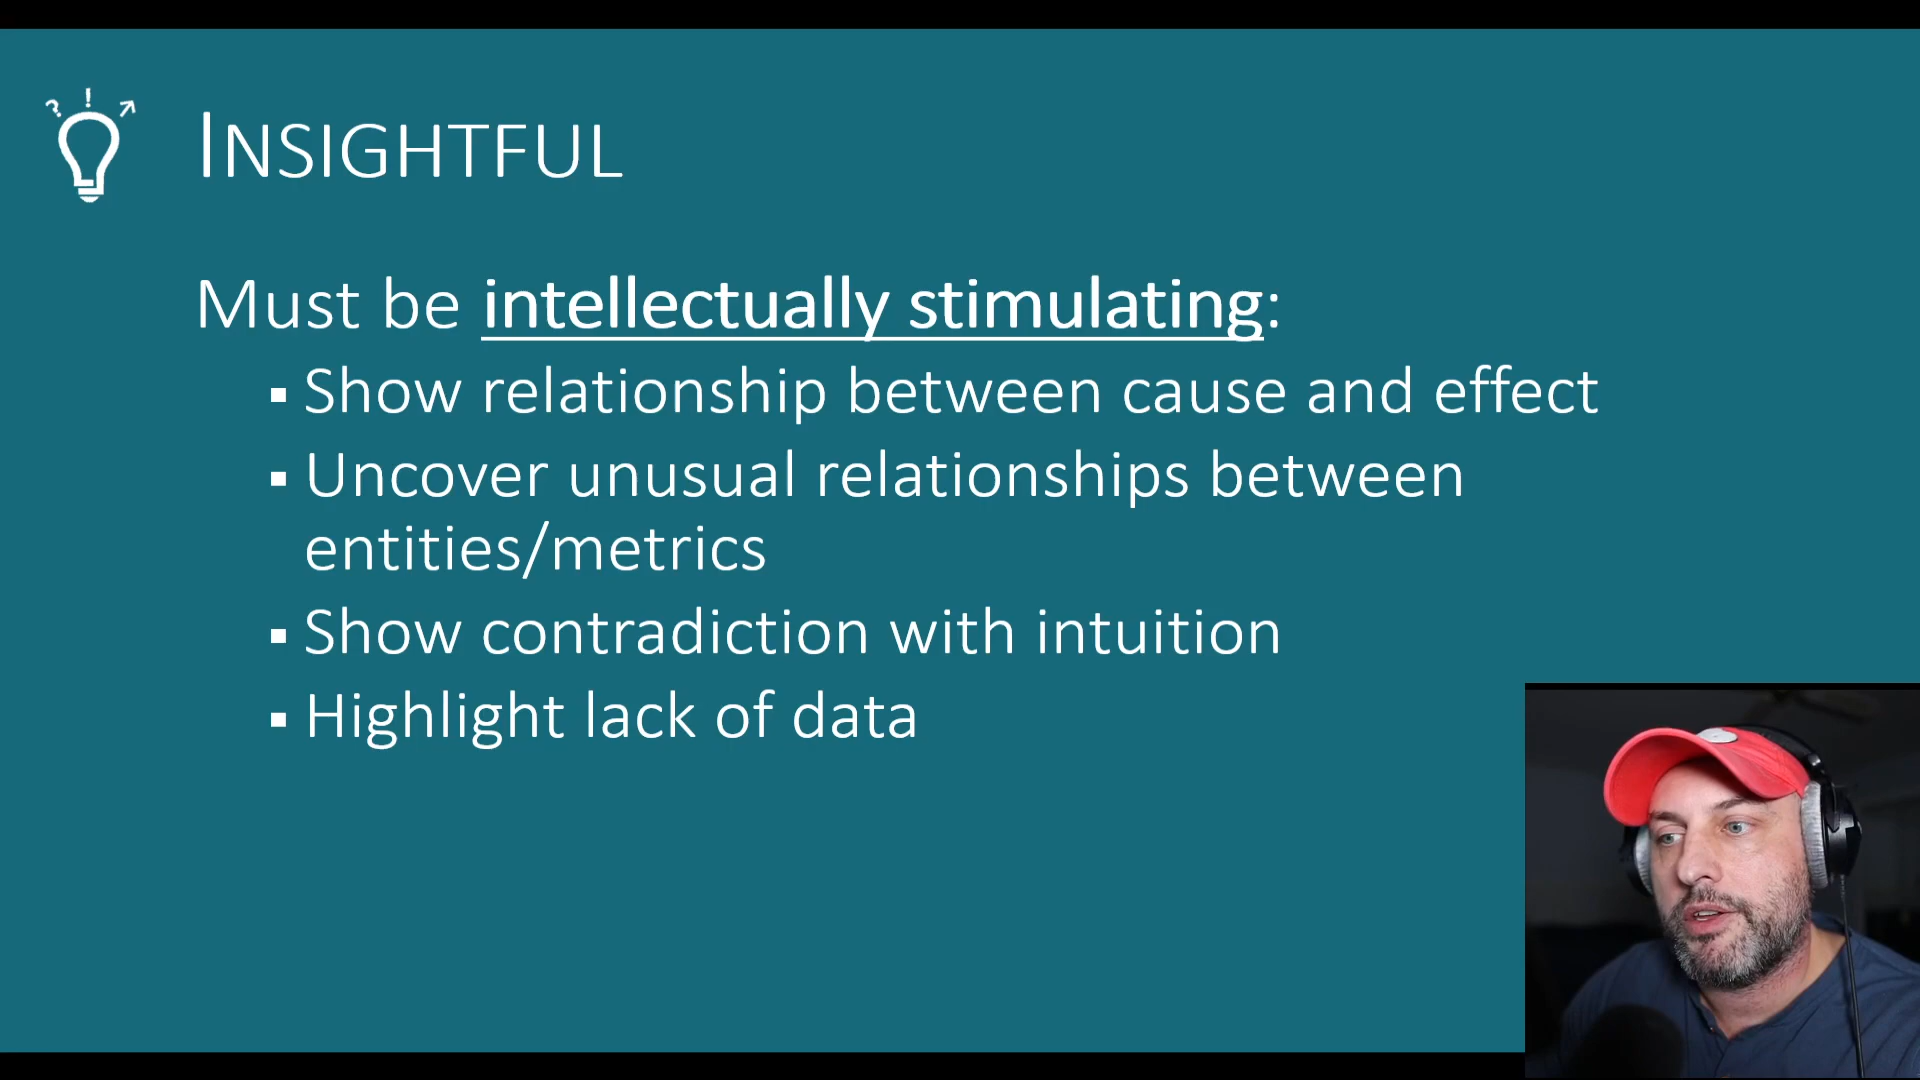 INSIGHTFUL
Must be intellectually stimulating:
▪ Show relationship between cause and effect
▪ Uncover unusual relationships between
entities/metrics
▪ Show contradiction with intuition
▪ Highlight lack of data